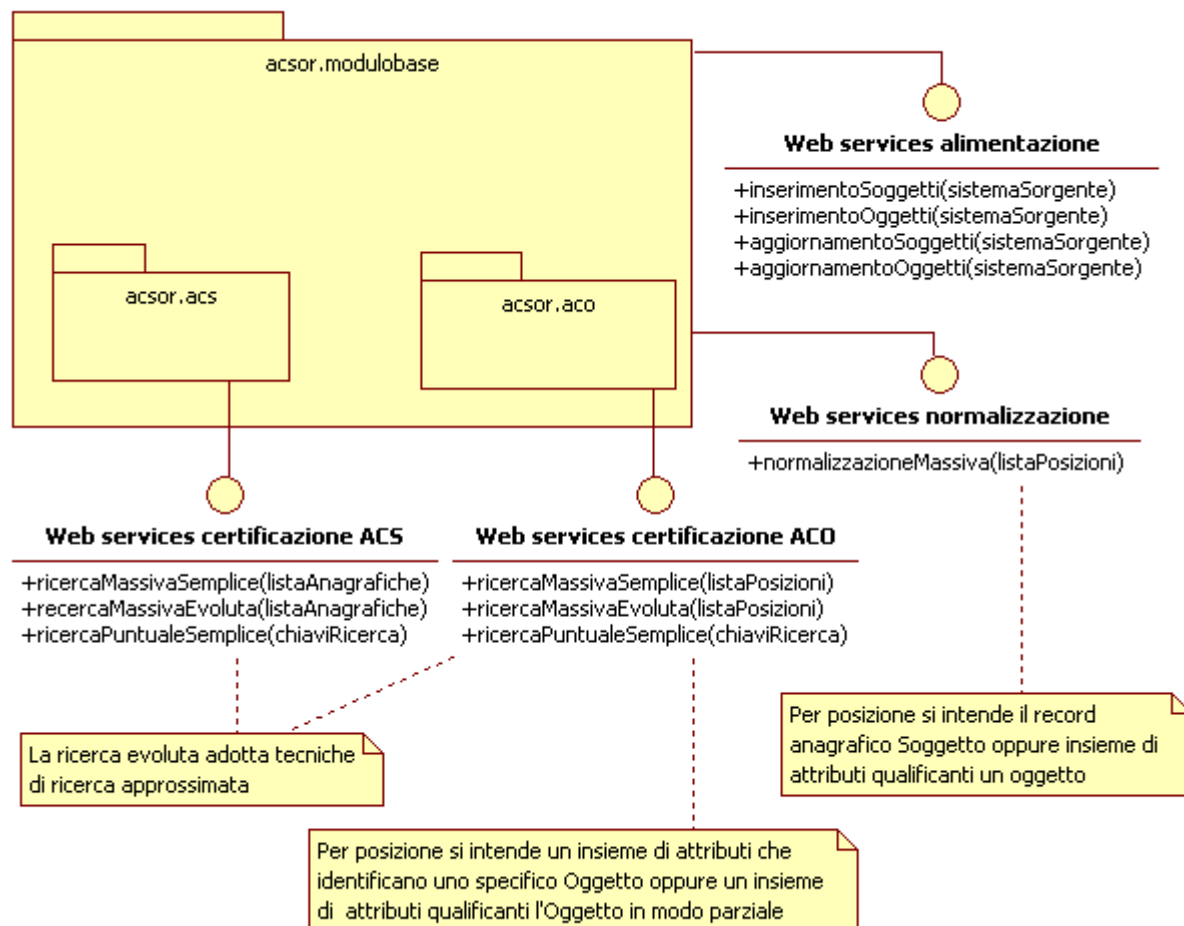 acsor.modulobase
Web services alimentazione
+inserimentoSoggetti(sistemaSorgente)
+inserimentoOggetti(sistemaSorgente)
+aggiornamentoSoggetti(sistemaSorgente)
+aggiornamentoOggetti(sistemaSorgente)
acsor.acs
acsor.aco
Web services normalizzazione
+normalizzazioneMassiva(listaPosizioni)
Web services certificazione ACS
+ricercaMassivaSemplice(listaAnagrafiche)
+recercaMassivaEvoluta(listaAnagrafiche)
+ricercaPuntualeSemplice(chiaviRicerca)
Web services certificazione ACO
+ricercaMassivaSemplice(listaPosizioni)
+ricercaMassivaEvoluta(listaPosizioni)
+ricercaPuntualeSemplice(chiaviRicerca)
Per posizione si intende il record
anagrafico Soggetto oppure insieme di
attributi qualificanti un oggetto
La ricerca evoluta adotta tecniche
di ricerca approssimata
Per posizione si intende un insieme di attributi che
identificano uno specifico Oggetto oppure un insieme
di attributi qualificanti l'Oggetto in modo parziale